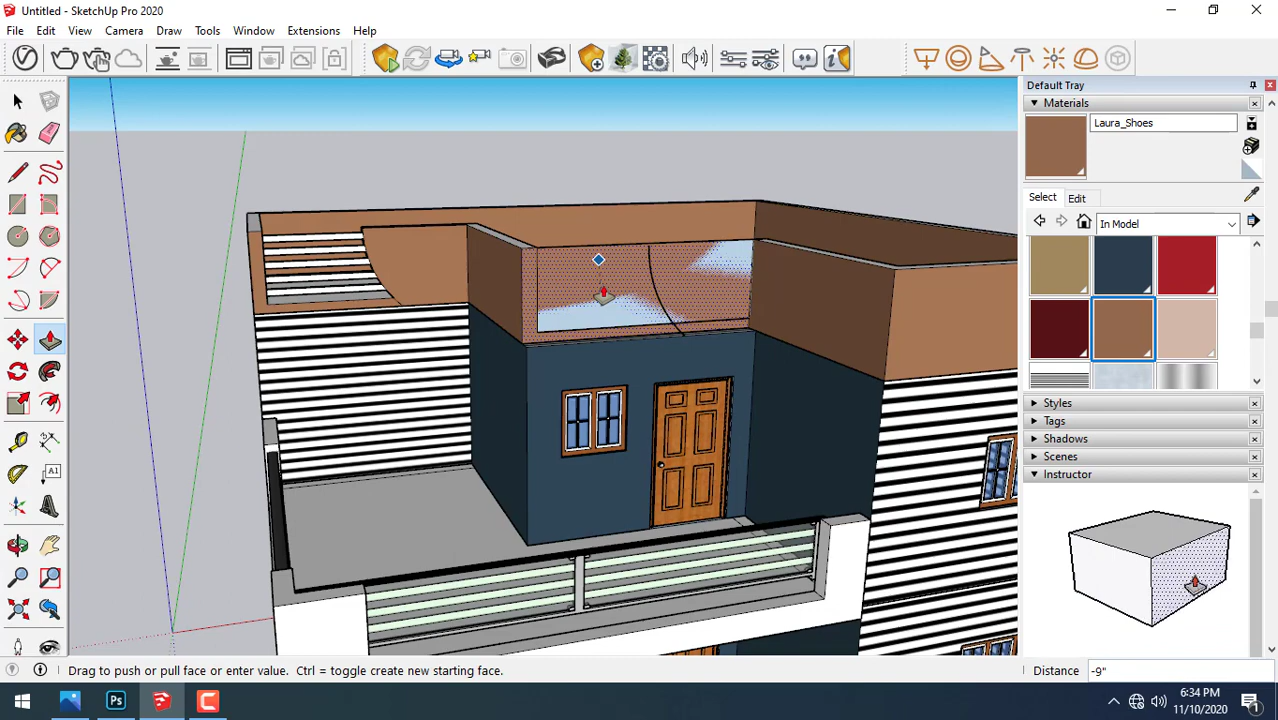 Untitled - SketchUp Pro 2020
File Edit View Camera Draw Tools Window Extensions Help
Default Tray
Materials
Laura_Shoes
Select Edit
In Model
Styles
Tags
Shadows
Scenes
Instructor
Drag to push or pull face or enter value. Ctrl = toggle create new starting face.
Distance -9"
Ps
6:34 PM
11/10/2020
1